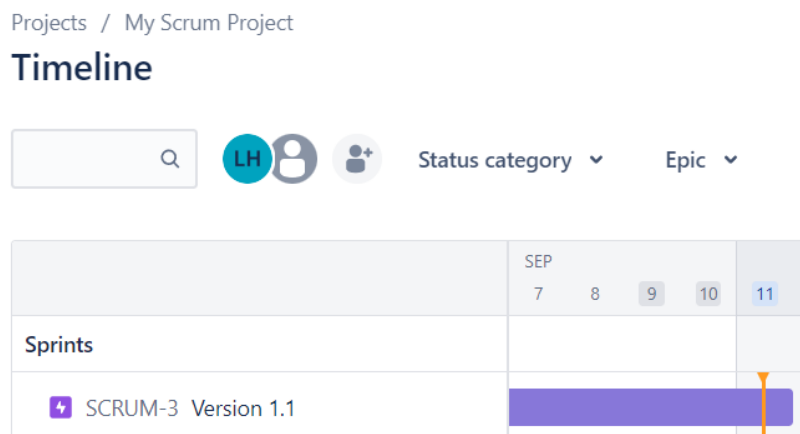 Projects / My Scrum Project
Timeline
LH Status category Epic
SEP
7 8 9 10 11
Sprints
SCRUM-3 Version 1.1